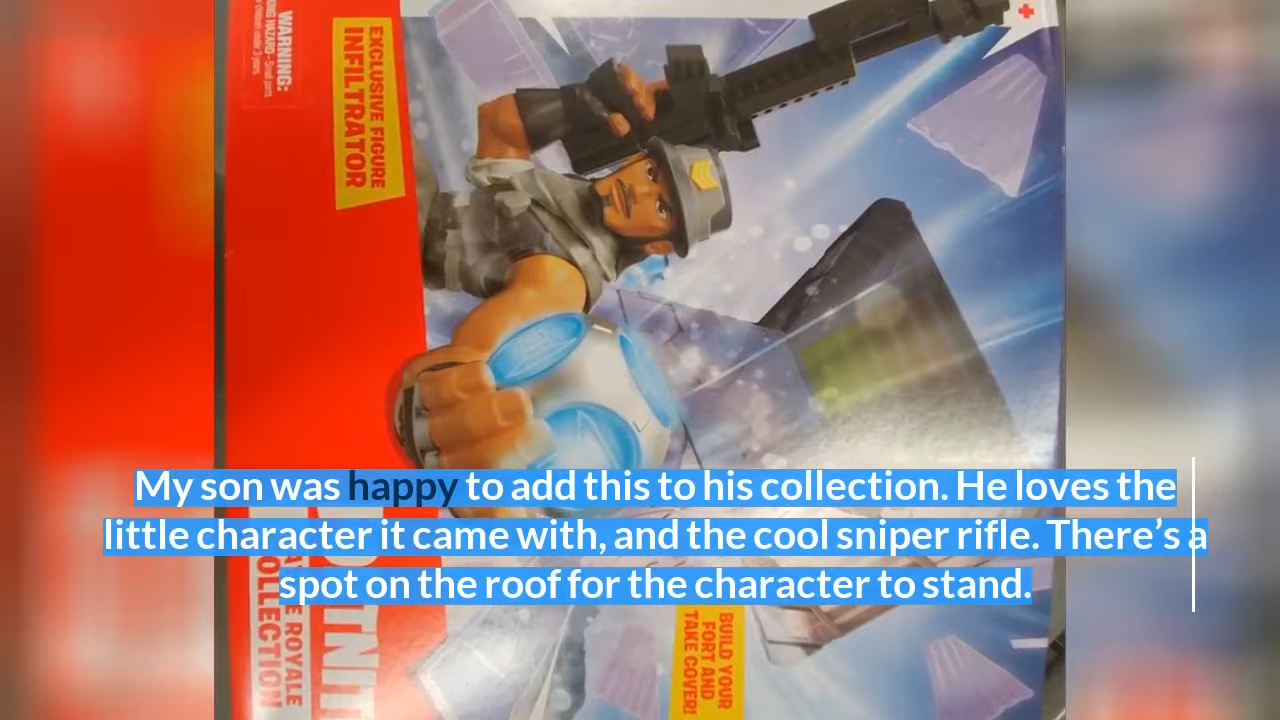 WARNING:
EXCLUSIVE FIGURE
INFILTRATOR
My son was happy to add this to his collection. He loves the
little character it came with, and the cool sniper rifle. There’s a
spot on the roof for the character to stand.
ROYALE
OLLECTION
BUILD YOUR
FORT AND
TAKE COVER!